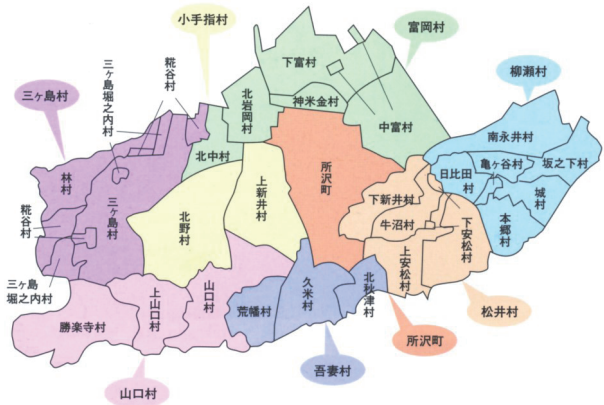 小手指村
富岡村
三ヶ島村
三ヶ島
堀之内村
糀谷村
下富村
柳瀬村
北岩岡村
神米金村
中富村
南永井村
北中村
所沢町
亀ヶ谷村
坂之下村
日比田村
林村
上新井村
下新井村
城村
糀谷村
三ヶ島村
北野村
牛沼村
下安松村
本郷村
上安松村
三ヶ島
堀之内村
上山口村
山口村
荒幡村
久米村
北秋津村
松井村
勝楽寺村
所沢町
吾妻村
山口村